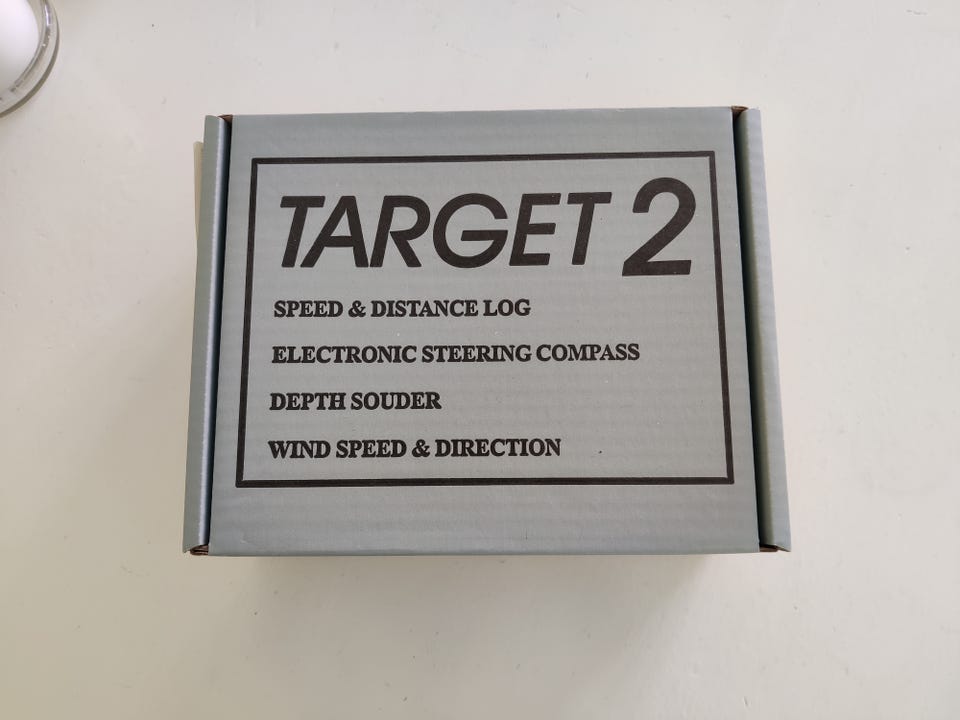 TARGET 2
SPEED & DISTANCE LOG
ELECTRONIC STEERING COMPASS
DEPTH SOUDER
WIND SPEED & DIRECTION